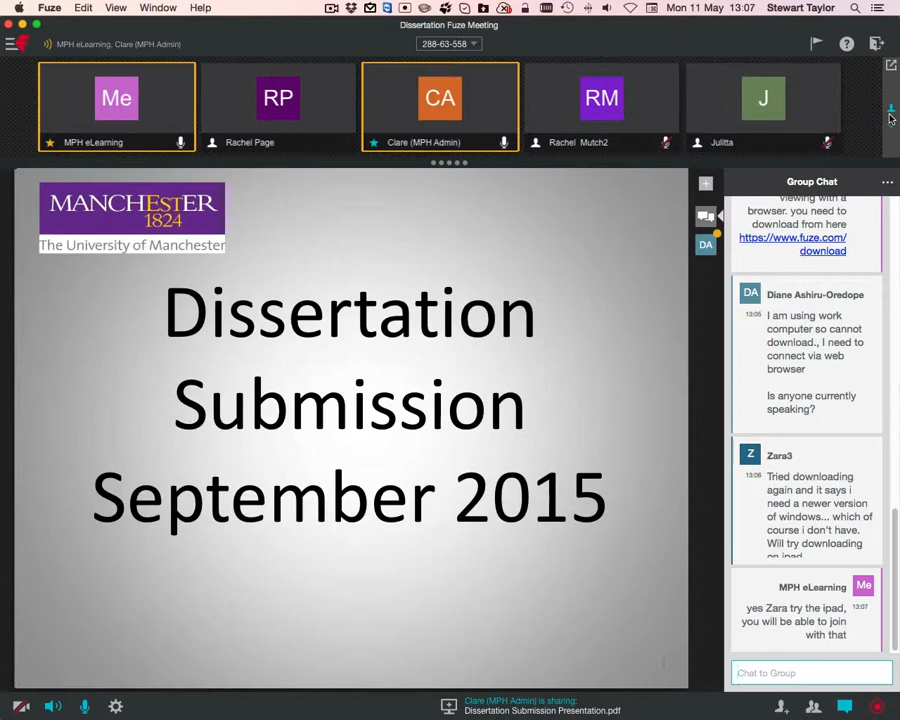 Fuze Edit View Window Help
Mon 11 May 13:07 Stewart Taylor
Dissertation Fuze Meeting
MPH eLearning, Clare (MPH Admin)
288-63-558
Me
RP
CA
RM
J
MPH eLearning
Rachel Page
Clare (MPH Admin)
Rachel Mutch2
Julitta
MANCHESTER
1824
The University of Manchester
Dissertation
Submission
September 2015
DA
Group Chat
viewing with a
browser. you need to
download from here
https://www.fuze.com/
download
DA
Diane Ashiru-Oredope
13:05
I am using work
computer so cannot
download., I need to
connect via web
browser
Is anyone currently
speaking?
Z
Zara3
13:06
Tried downloading
again and it says i
need a newer version
of windows... which of
course i don't have.
Will try downloading
on ipad
MPH eLearning
Me
yes Zara try the ipad,
13:07
you will be able to join
with that
Chat to Group
Clare (MPH Admin) is sharing:
Dissertation Submission Presentation.pdf